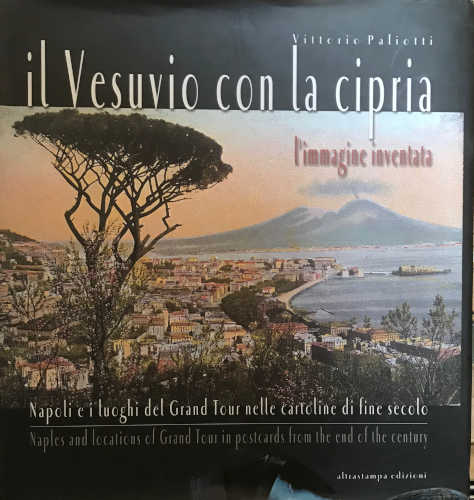 Vittorio Paliotti
il Vesuvio con la cipria
l'immagine inventata
Napoli e i luoghi del Grand Tour nelle cartoline di fine secolo
Naples and locations of Grand Tour in postcards from the end of the century
altrastampa edizioni